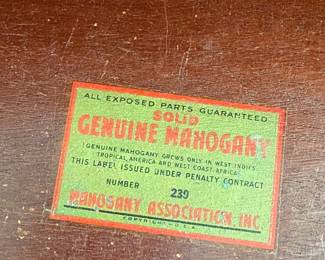 ALL EXPOSED PARTS GUARANTEED
SOLID
GENUINE MAHOGANY
GENUINE MAHOGANY GROWS ONLY IN WEST INDIES
TROPICAL AMERICA AND WEST COAST, AFRICA
THIS LABEL ISSUED UNDER PENALTY CONTRACT
NUMBER 239
MAHOGANY ASSOCIATION, INC.
COPYRIGHT U.S.A.